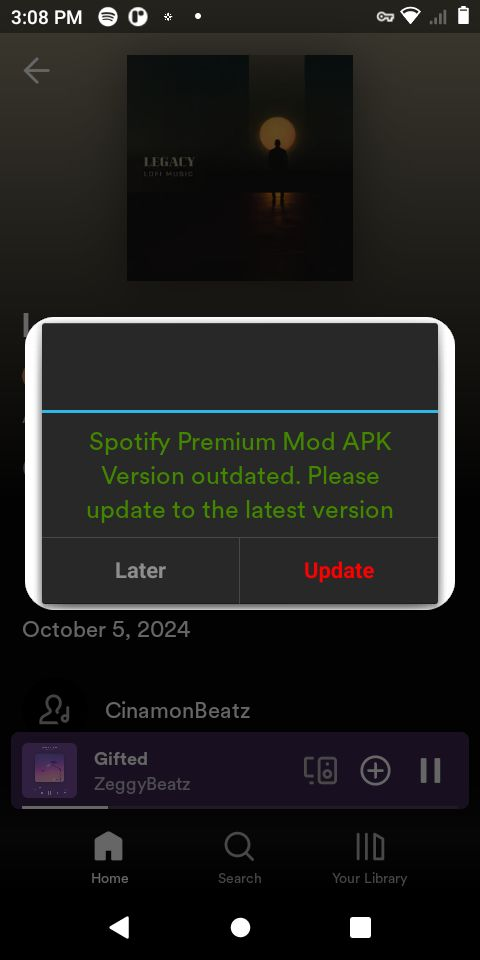 3:08 PM
LEGACY
LOFI MUSIC
Spotify Premium Mod APK
Version outdated. Please
update to the latest version
Later
Update
October 5, 2024
CinamonBeatz
Gifted
ZeggyBeatz
Home
Search
Your Library